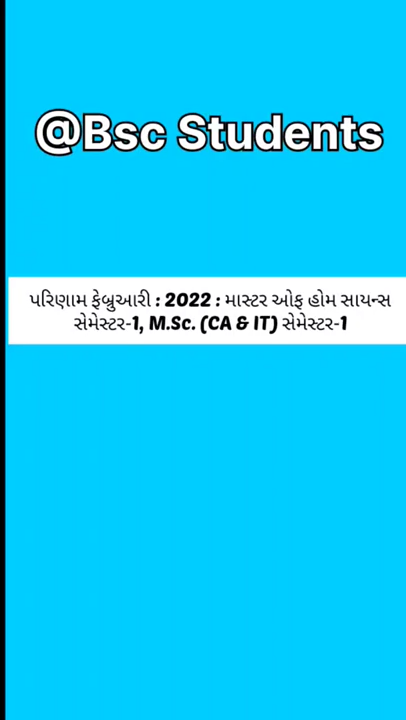 @Bsc Students
પરિણામ ફેબ્રુઆરી : 2022 : માસ્ટર ઓફ હોમ સાયન્સ
સેમેસ્ટર-1, M.Sc. (CA & IT) સેમેસ્ટર-1